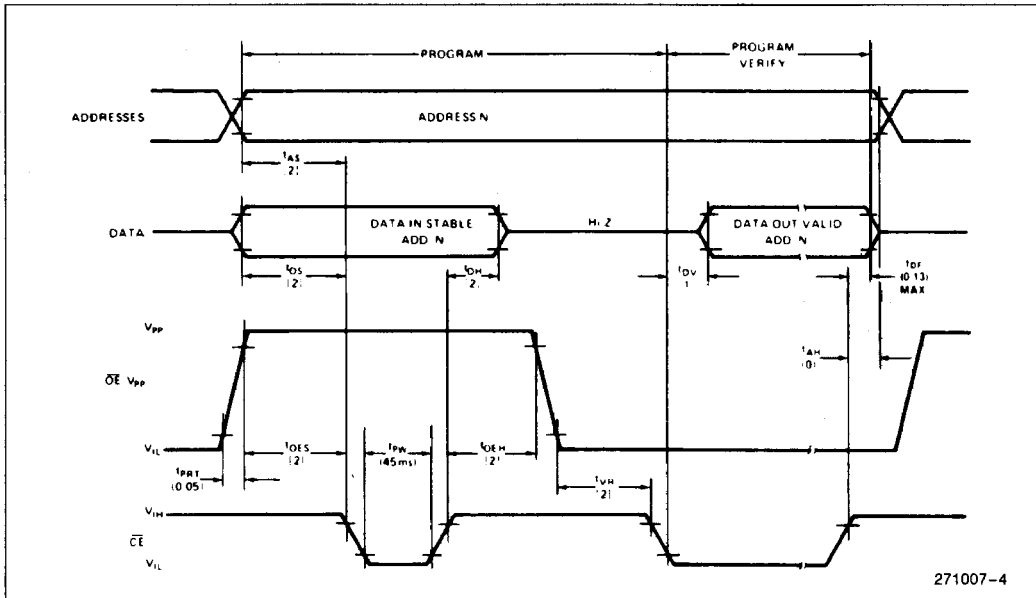 PROGRAM
PROGRAM
VERIFY
ADDRESSES
ADDRESS N
tAS
(2)
DATA
DATA IN STABLE
ADD N
Hi Z
DATA OUT VALID
ADD N
tDS
(2)
tDH
2)
tDV
1
tDF
(0.13)
MAX
VPP
OE VPP
VIL
tAH
(0)
tOES
(2)
tPW
(45ms)
tOEH
(2)
tPRT
(0.05)
tVR
(2)
VIH
CE
VIL
271007-4